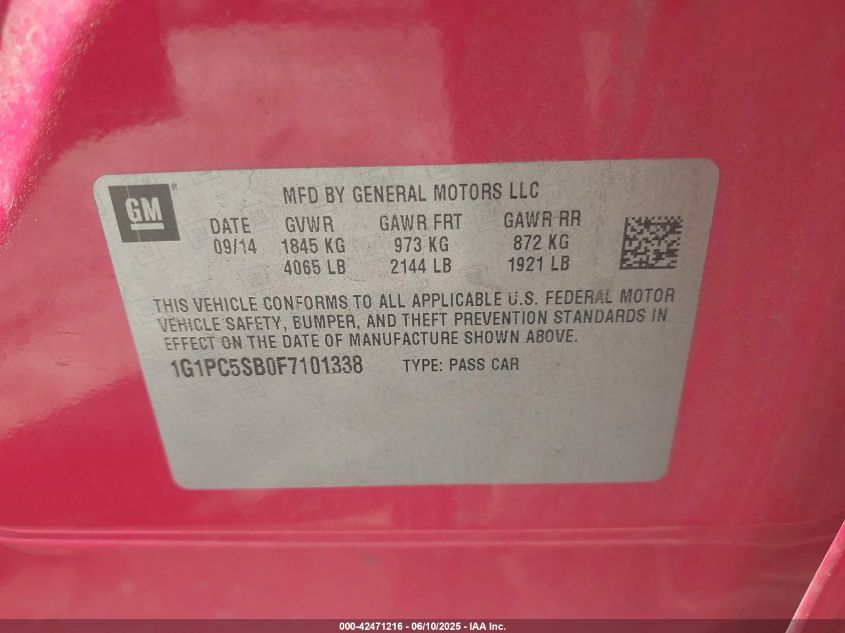 GM
MFD BY GENERAL MOTORS LLC
DATE GVWR GAWR FRT GAWR RR
09/14 1845 KG 973 KG 872 KG
4065 LB 2144 LB 1921 LB
THIS VEHICLE CONFORMS TO ALL APPLICABLE U.S. FEDERAL MOTOR
VEHICLE SAFETY, BUMPER, AND THEFT PREVENTION STANDARDS IN
EFFECT ON THE DATE OF MANUFACTURE SHOWN ABOVE.
1G1PC5SB0F7101338 TYPE: PASS CAR
000-42471216 - 06/10/2025 - IAA Inc.